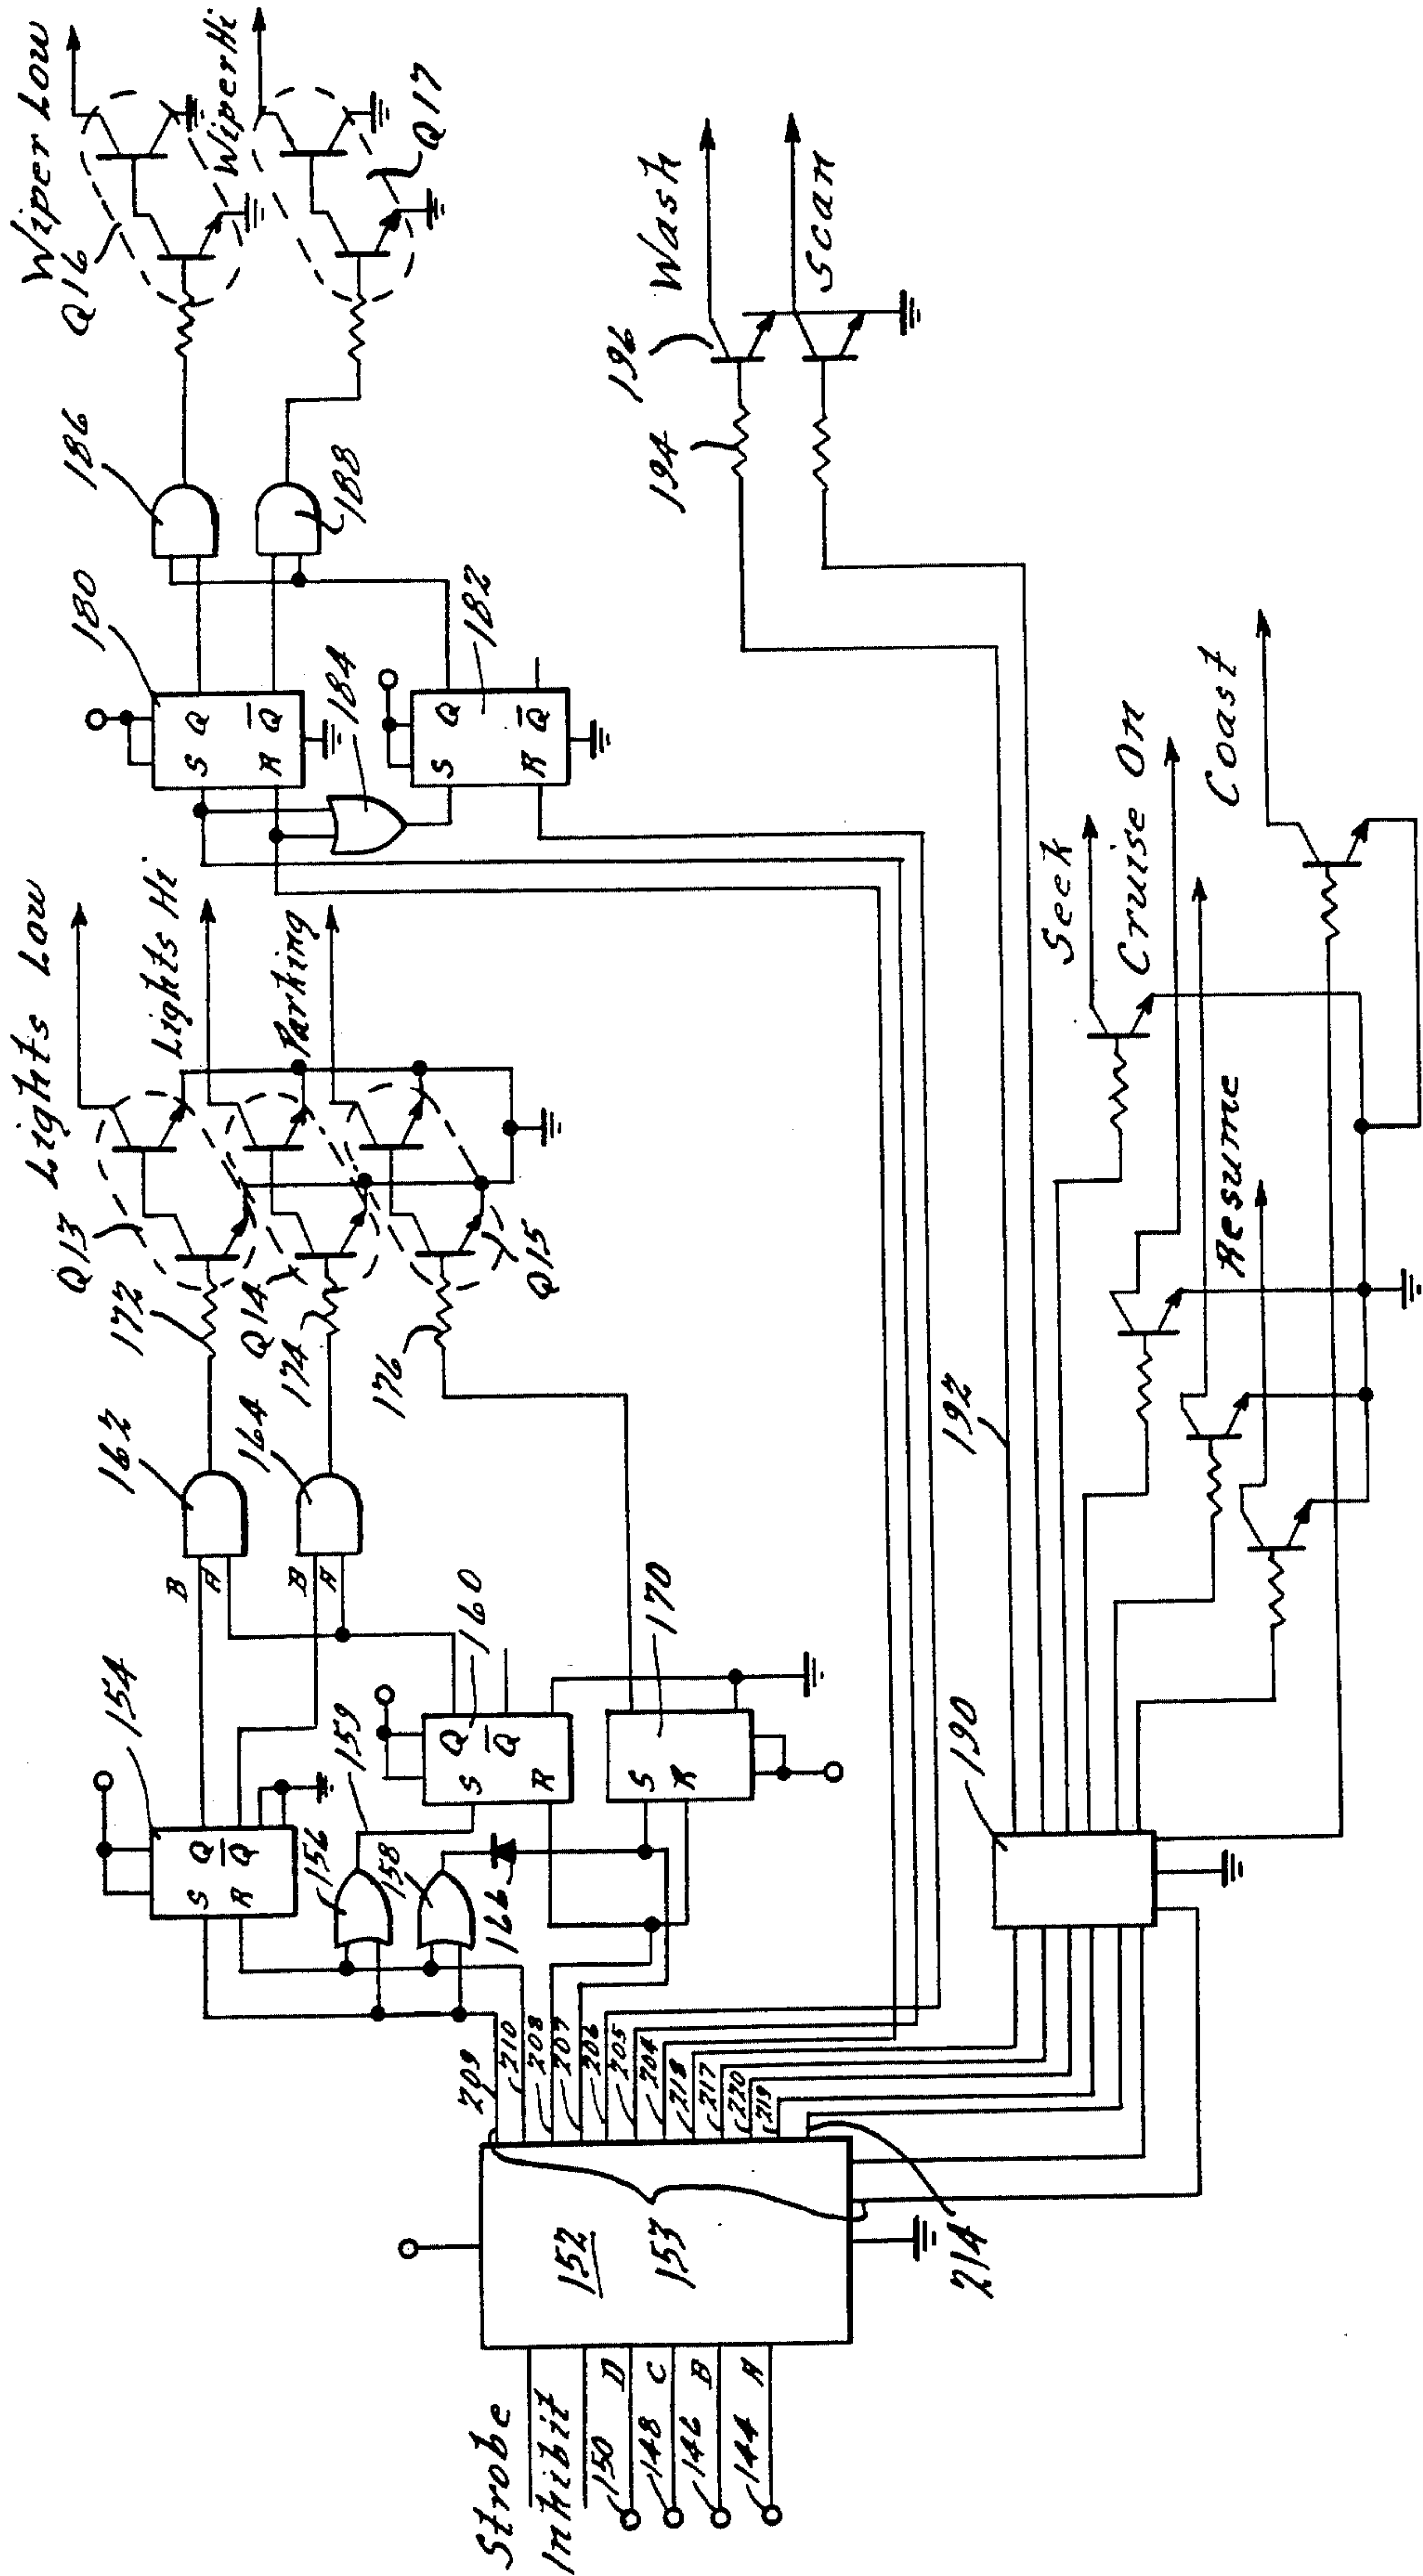 Wiper Low
Q16
Wiper Hi
Q17
186
188
180
S Q
R Q
184
182
S Q
R Q
Lights Low
Lights Hi
Parking
Q13
172
Q14
174
176
Q15
162
164
B
A
B
A
154
S Q
R Q
156
158
159
160
S Q
Q
R
166
170
S
R
Wash
196
194
Scan
192
Seek
Cruise On
Coast
Resume
190
209
210
208
207
206
205
204
218
217
220
219
214
152
153
Strobe
Inhibit
150 D
148 C
146 B
144 A